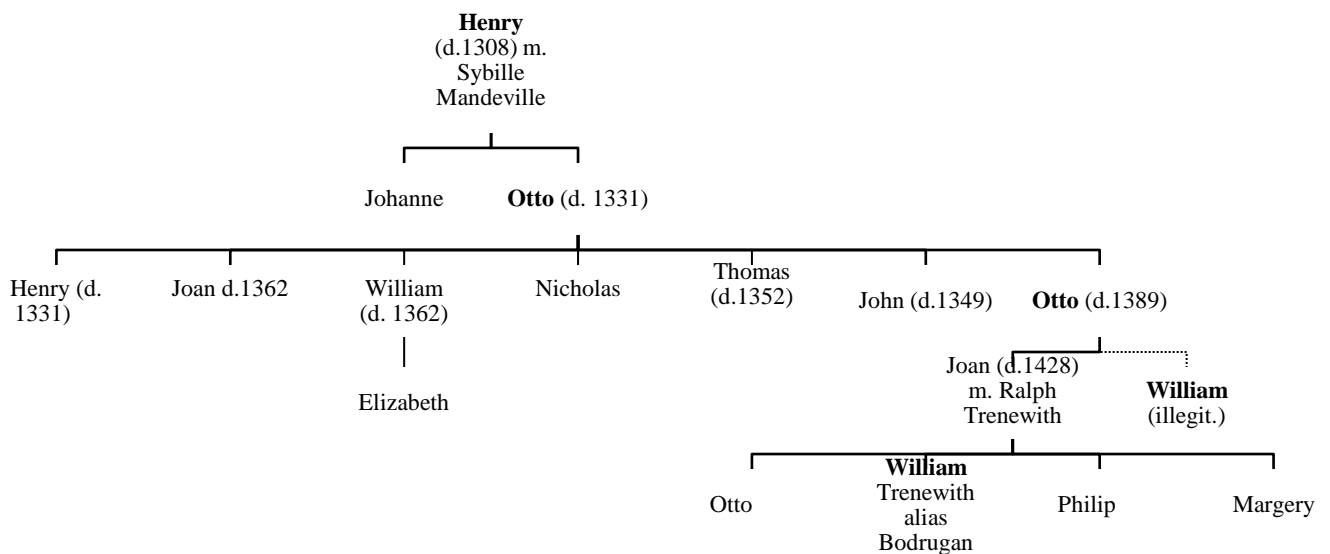 Henry
(d.1308) m.
Sybille
Mandeville
Johanne
Otto (d. 1331)
Henry (d.
1331)
Joan d.1362
William
(d. 1362)
Nicholas
Thomas
(d.1352)
John (d.1349)
Otto (d.1389)
Elizabeth
Joan (d.1428)
m. Ralph
Trenewith
William
(illegit.)
Otto
William
Trenewith
alias
Bodrugan
Philip
Margery